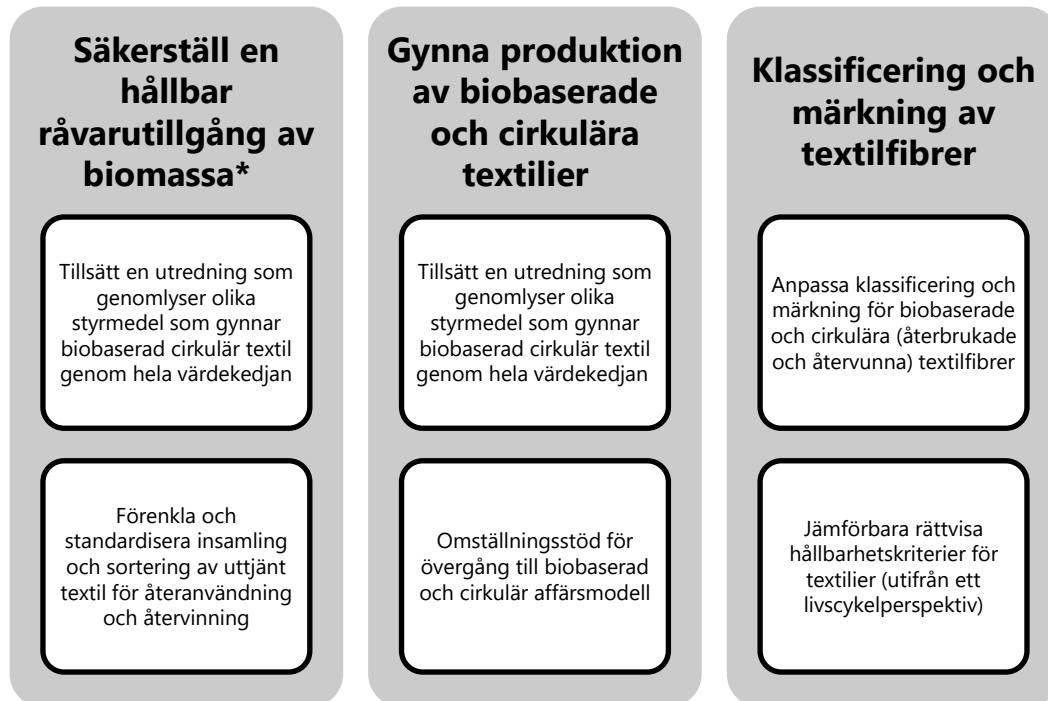 Säkerställ en
hållbar
råvarutillgång av
biomassa*
Tillsätt en utredning som
genomlyser olika
styrmedel som gynnar
biobaserad cirkulär textil
genom hela värdekedjan
Förenkla och
standardisera insamling
och sortering av uttjänt
textil för återanvändning
och återvinning
Gynna produktion
av biobaserade
och cirkulära
textilier
Tillsätt en utredning som
genomlyser olika
styrmedel som gynnar
biobaserad cirkulär textil
genom hela värdekedjan
Omställningsstöd för
övergång till biobaserad
och cirkulär affärsmodell
Klassificering och
märkning av
textilfibrer
Anpassa klassificering och
märkning för biobaserade
och cirkulära (återbrukade
och återvunna) textilfibrer
Jämförbara rättvisa
hållbarhetskriterier för
textilier (utifrån ett
livscykelperspektiv)